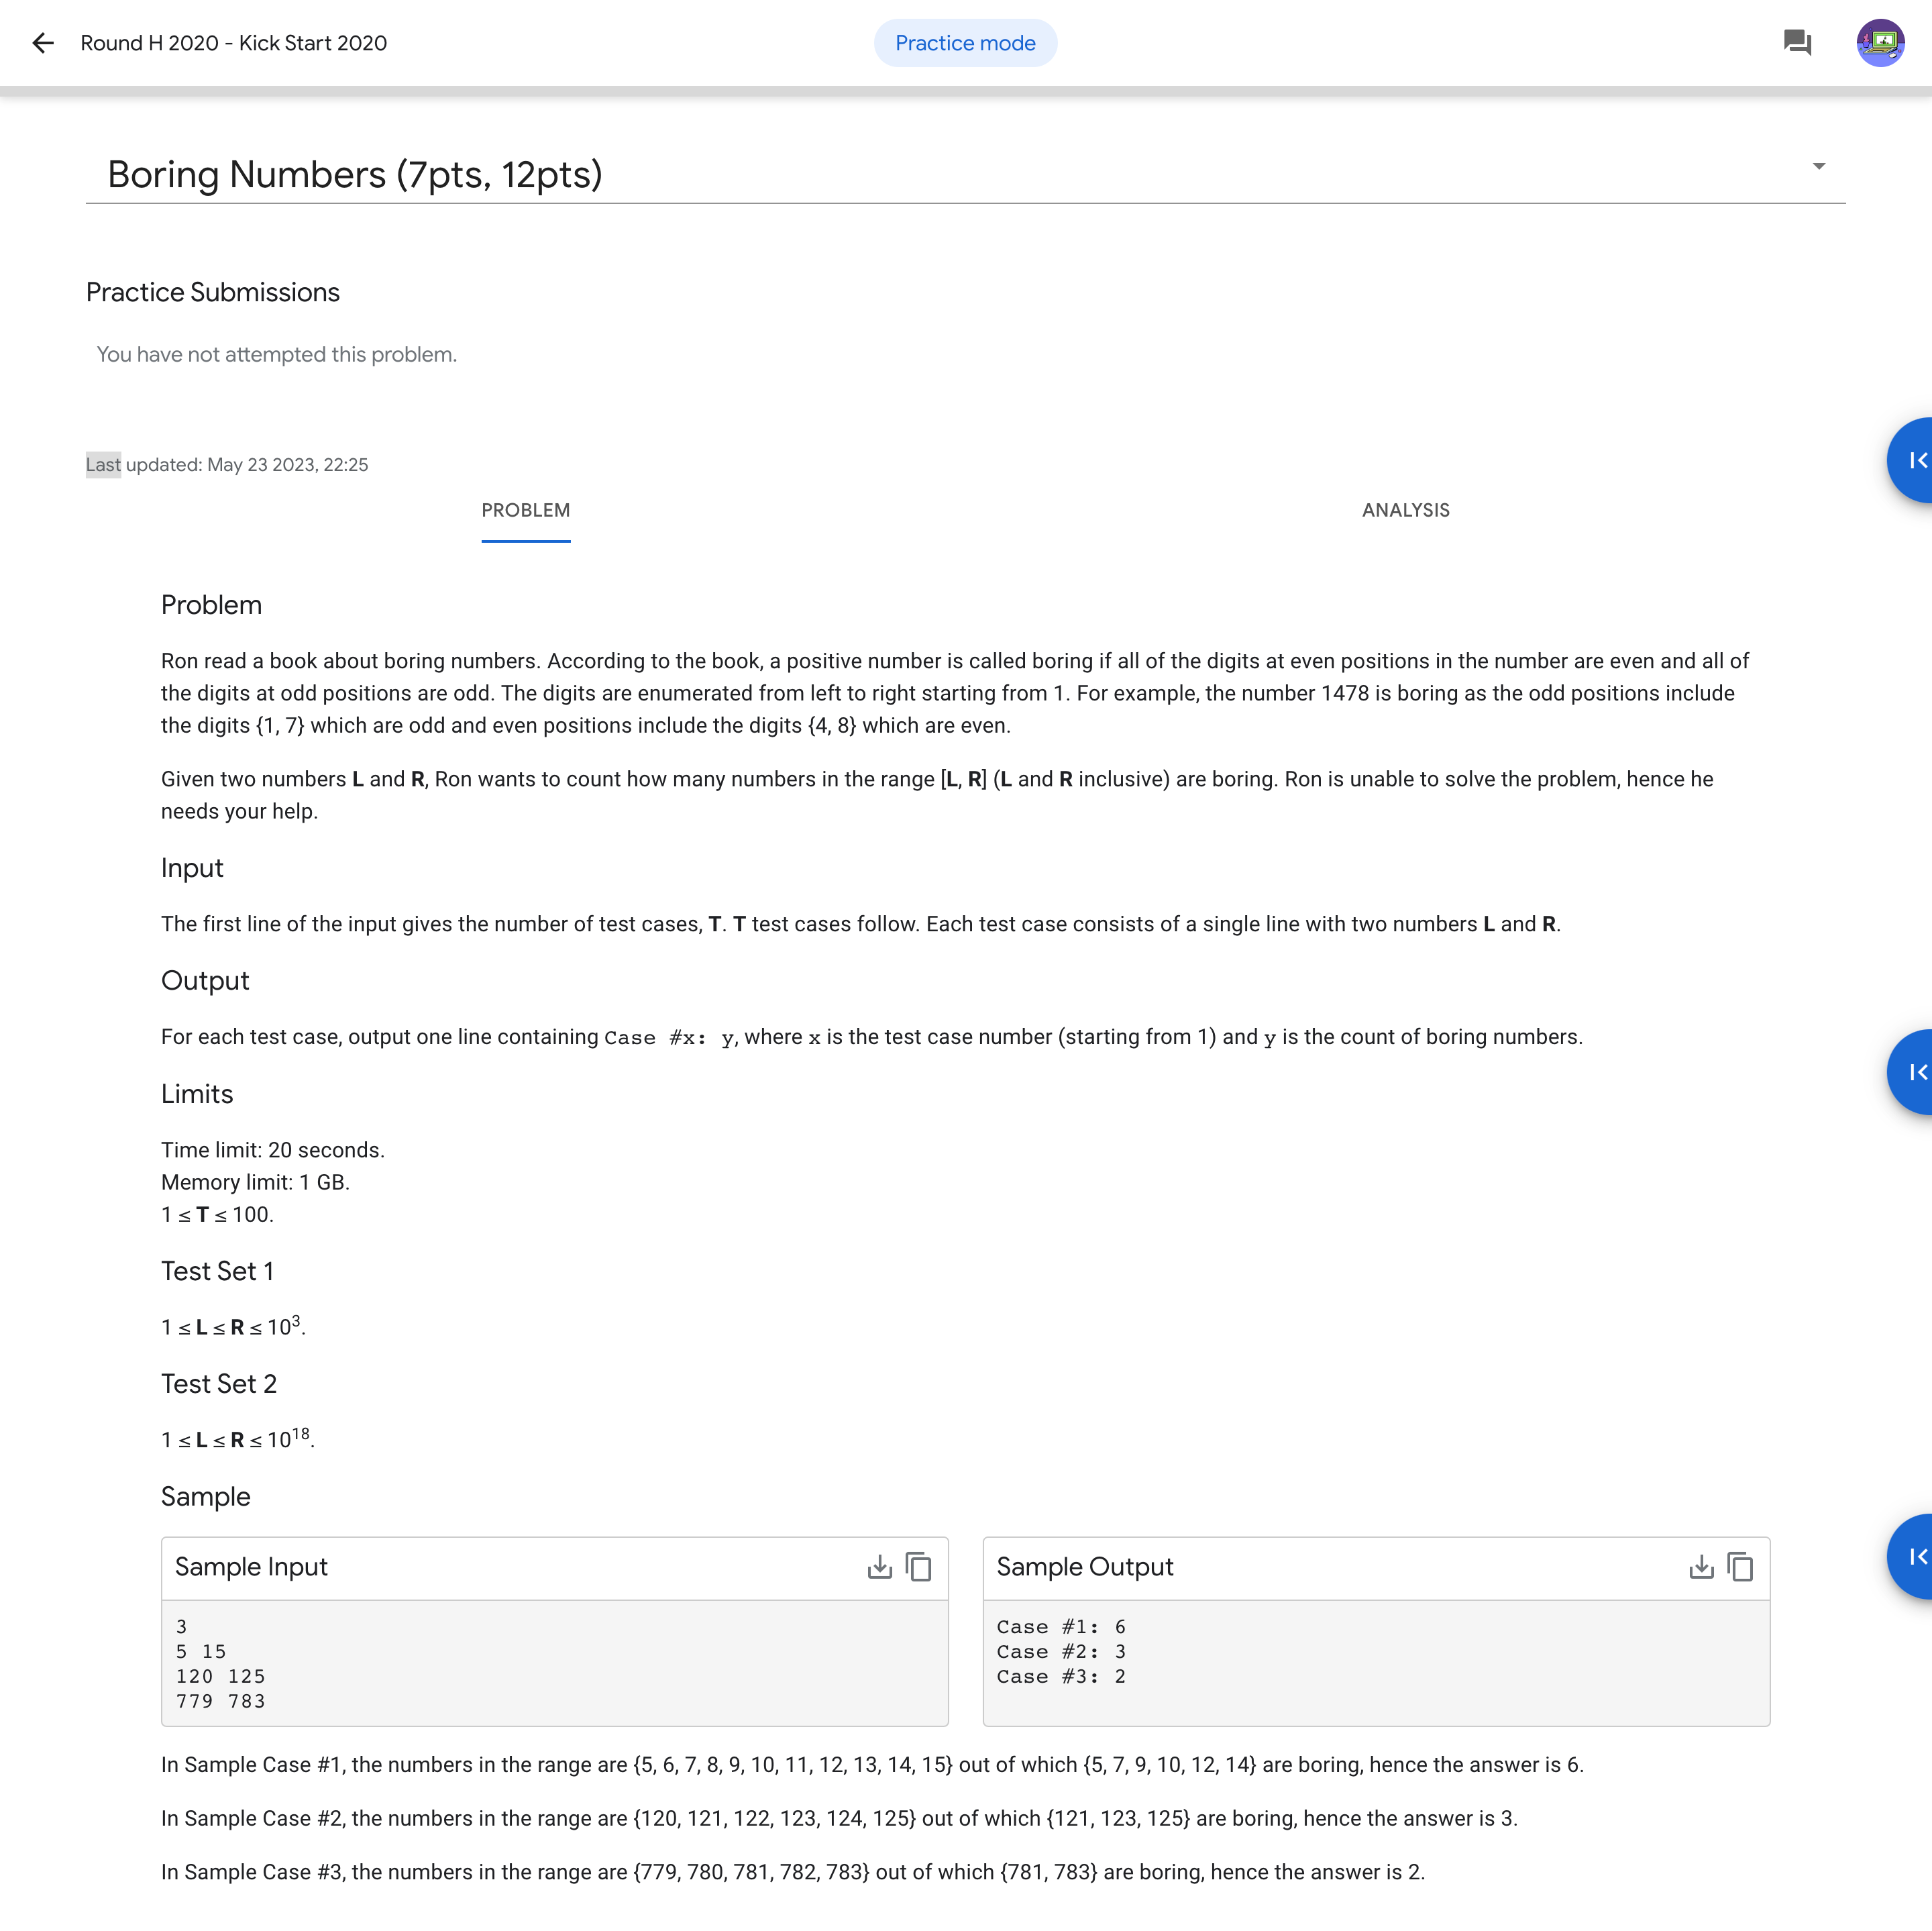 Round H 2020 - Kick Start 2020
Practice mode
Boring Numbers (7pts, 12pts)
Practice Submissions
You have not attempted this problem.
Last updated: May 23 2023, 22:25
PROBLEM
ANALYSIS
Problem
Ron read a book about boring numbers. According to the book, a positive number is called boring if all of the digits at even positions in the number are even and all of
the digits at odd positions are odd. The digits are enumerated from left to right starting from 1. For example, the number 1478 is boring as the odd positions include
the digits {1, 7} which are odd and even positions include the digits {4, 8} which are even.
Given two numbers L and R, Ron wants to count how many numbers in the range [L, R] (L and R inclusive) are boring. Ron is unable to solve the problem, hence he
needs your help.
Input
The first line of the input gives the number of test cases, T. T test cases follow. Each test case consists of a single line with two numbers L and R.
Output
For each test case, output one line containing Case #x: y, where x is the test case number (starting from 1) and y is the count of boring numbers.
Limits
Time limit: 20 seconds.
Memory limit: 1 GB.
1 ≤ T ≤ 100.
Test Set 1
1 ≤ L ≤ R ≤ 10³.
Test Set 2
1 ≤ L ≤ R ≤ 10¹⁸.
Sample
Sample Input
3
5 15
120 125
779 783
Sample Output
Case #1: 6
Case #2: 3
Case #3: 2
In Sample Case #1, the numbers in the range are {5, 6, 7, 8, 9, 10, 11, 12, 13, 14, 15} out of which {5, 7, 9, 10, 12, 14} are boring, hence the answer is 6.
In Sample Case #2, the numbers in the range are {120, 121, 122, 123, 124, 125} out of which {121, 123, 125} are boring, hence the answer is 3.
In Sample Case #3, the numbers in the range are {779, 780, 781, 782, 783} out of which {781, 783} are boring, hence the answer is 2.